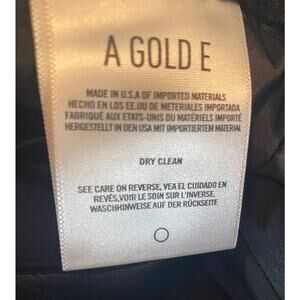 A GOLD E
MADE IN U.S.A OF IMPORTED MATERIALS
HECHO EN LOS EE.UU DE METERIALES IMPORTADA
FABRIQUÉ AUX ETATS-UNIS DU MATÉRIEL IMPORTÉ
HERGESTELLT IN DEN USA MIT IMPORTIERTEM MATERIAL
DRY CLEAN
SEE CARE ON REVERSE, VEA EL CUIDADO EN
REVÉS,VOIR LE SOIN SUR L'INVERSE,
WASCHHINWEISE AUF DER RÜCKSEITE